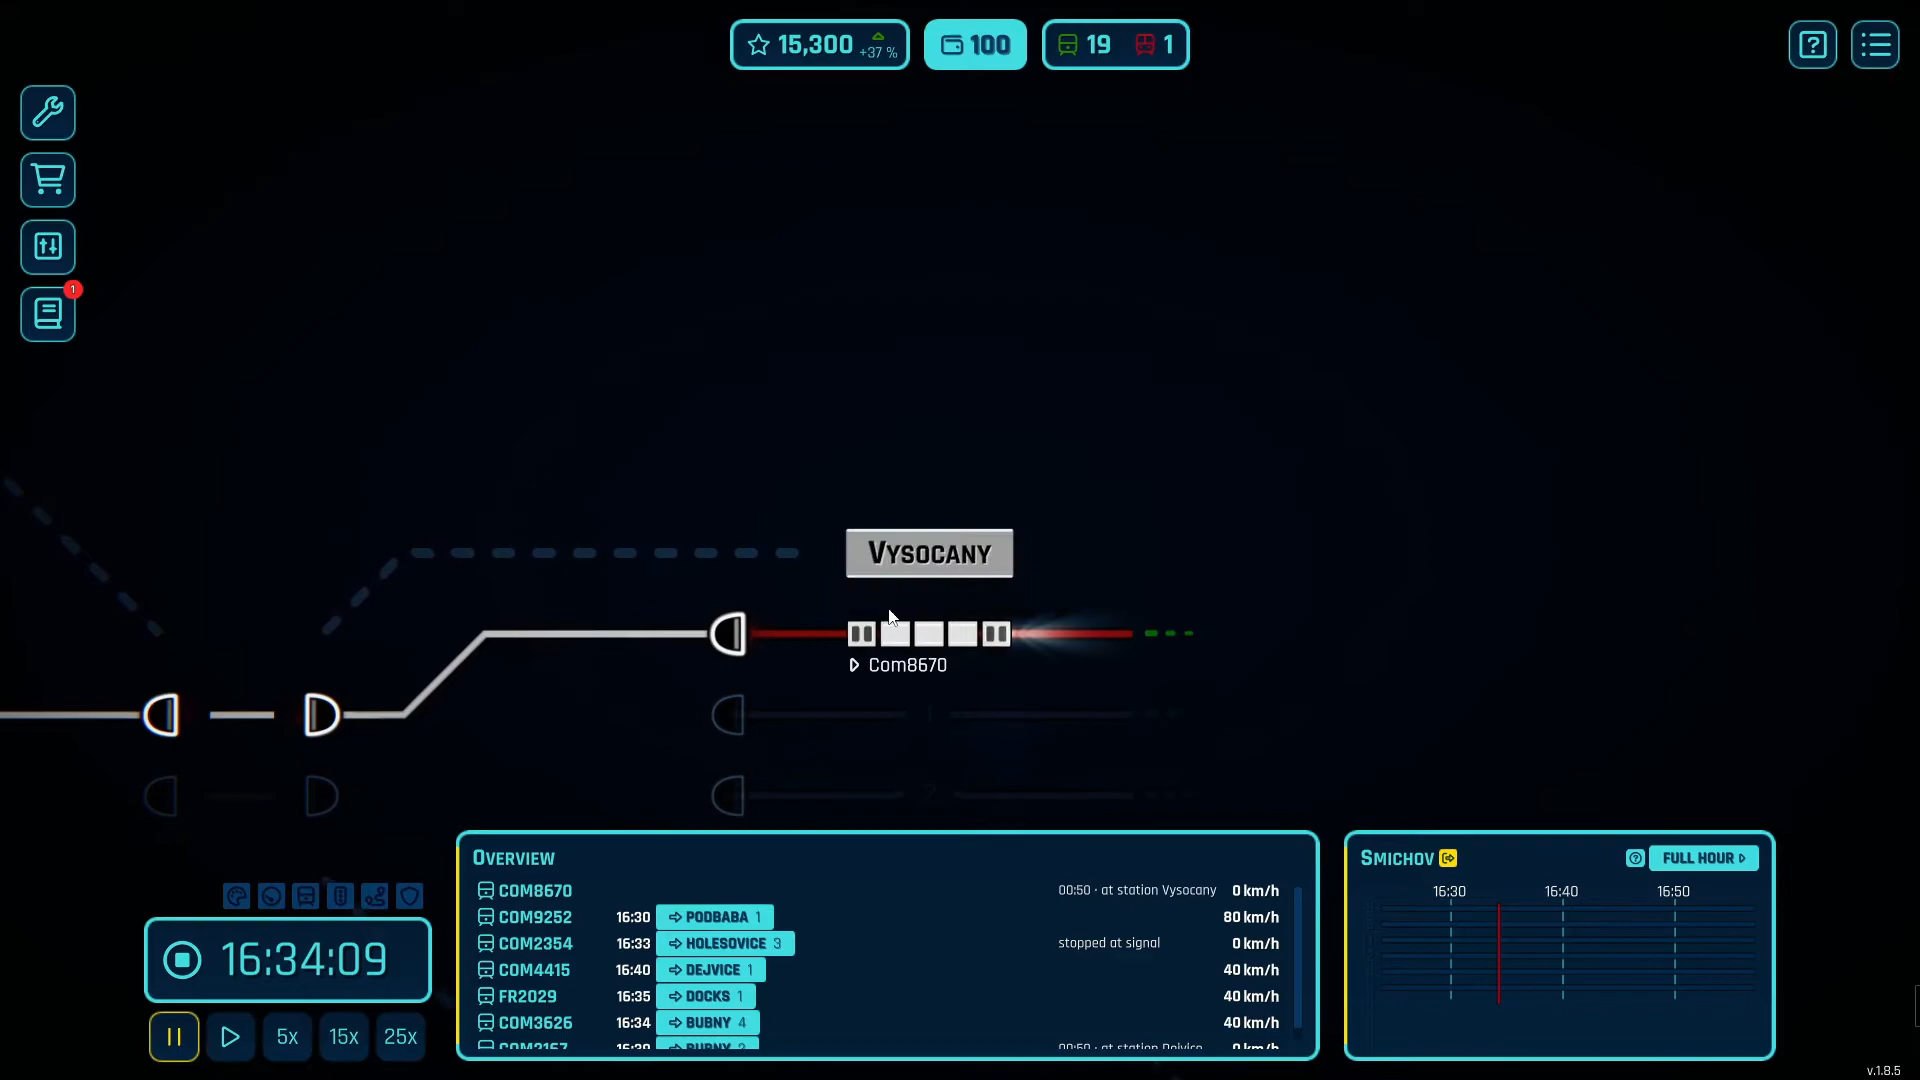 15,300 +37 %
100
19 1
1
VYSOCANY
Com8670
1
2
OVERVIEW
COM8670 00:50 · at station Vysocany 0 km/h
COM9252 16:30 PODBABA 1 80 km/h
COM2354 16:33 HOLESOVICE 3 stopped at signal 0 km/h
COM4415 16:40 DEJVICE 1 40 km/h
FR2029 16:35 DOCKS 1 40 km/h
COM3626 16:34 BUBNY 4 40 km/h
SMICHOV FULL HOUR
16:30 16:40 16:50
16:34:09
5x 15x 25x
v.1.8.5